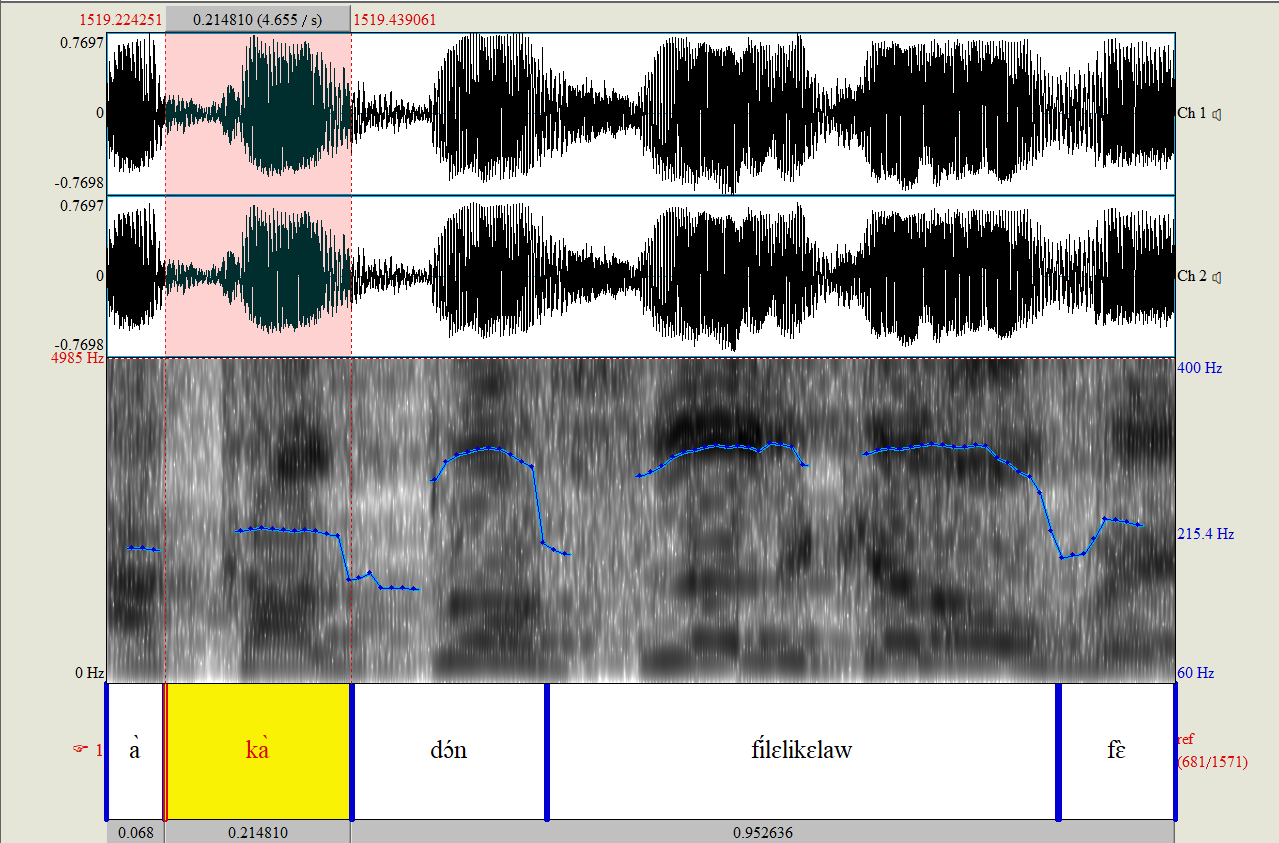 1519.224251 0.214810 (4.655 / s) 1519.439061
0.7697
0 Ch 1
-0.7698
0.7697
0 Ch 2
-0.7698
4985 Hz 400 Hz
215.4 Hz
0 Hz 60 Hz
☞ 1 à kà dɔ́n fílɛlikɛlaw fɛ̀ ref
(681/1571)
0.068 0.214810 0.952636